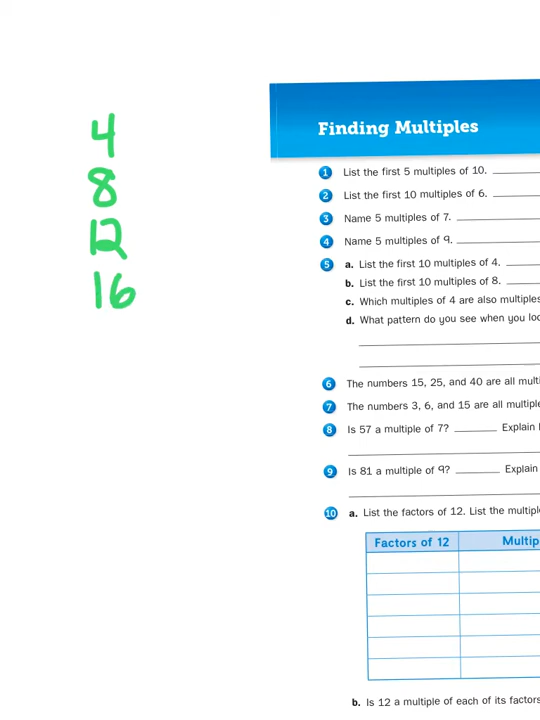 4
8
12
16
Finding Multiples
1 List the first 5 multiples of 10.
2 List the first 10 multiples of 6.
3 Name 5 multiples of 7.
4 Name 5 multiples of 9.
5 a. List the first 10 multiples of 4.
b. List the first 10 multiples of 8.
c. Which multiples of 4 are also multiples
d. What pattern do you see when you
6 The numbers 15, 25, and 40 are all
7 The numbers 3, 6, and 15 are all
8 Is 57 a multiple of 7? Explain
9 Is 81 a multiple of 9? Explain
10 a. List the factors of 12. List the
Factors of 12
b. Is 12 a multiple of each of its factors